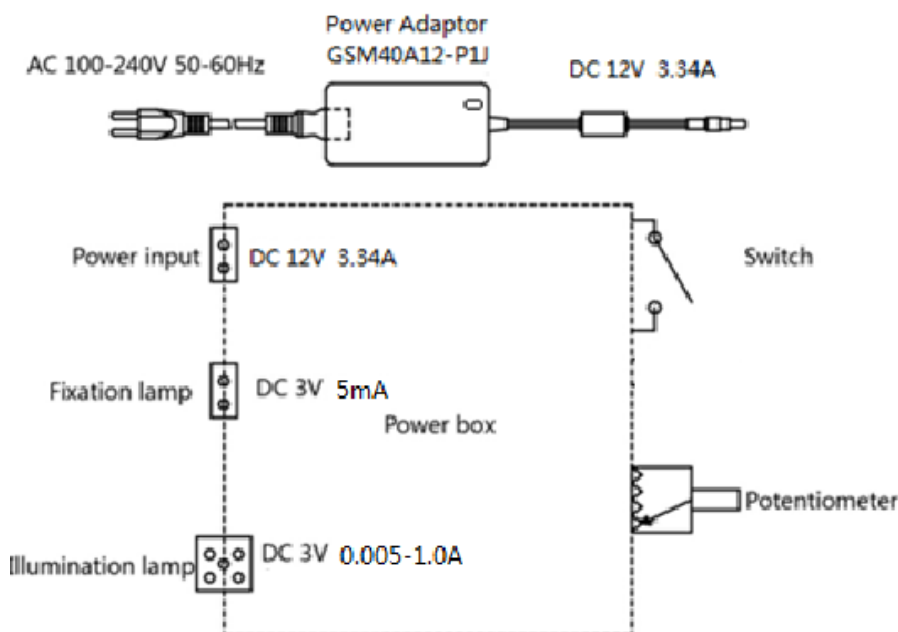 Power Adaptor
GSM40A12-P1J
AC 100-240V 50-60Hz
DC 12V 3.34A
Power input
DC 12V 3.34A
Switch
Fixation lamp
DC 3V 5mA
Power box
Potentiometer
Illumination lamp
DC 3V 0.005-1.0A